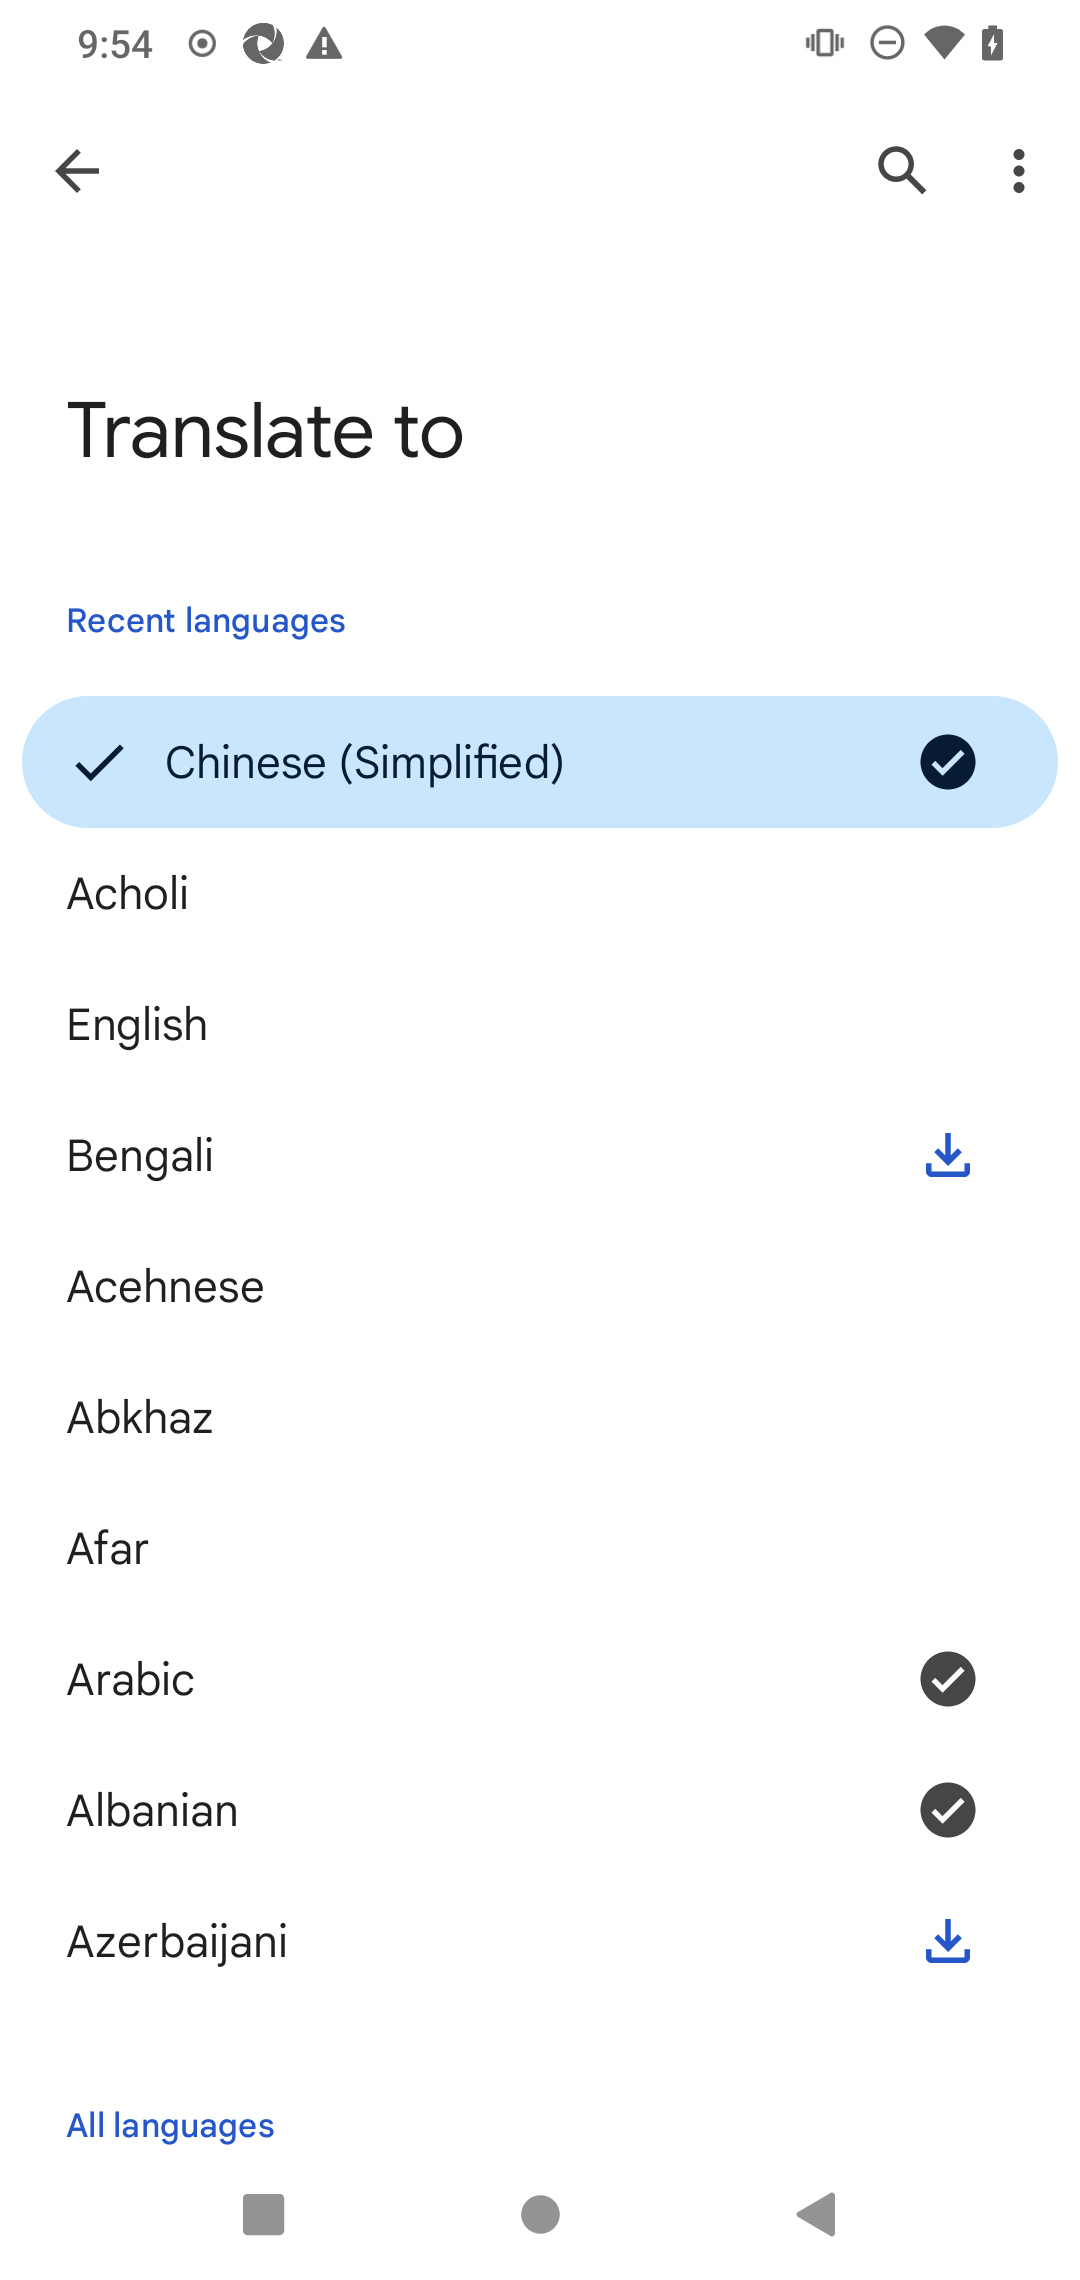 9:54
Translate to
Recent languages
Chinese (Simplified)
Acholi
English
Bengali
Acehnese
Abkhaz
Afar
Arabic
Albanian
Azerbaijani
All languages